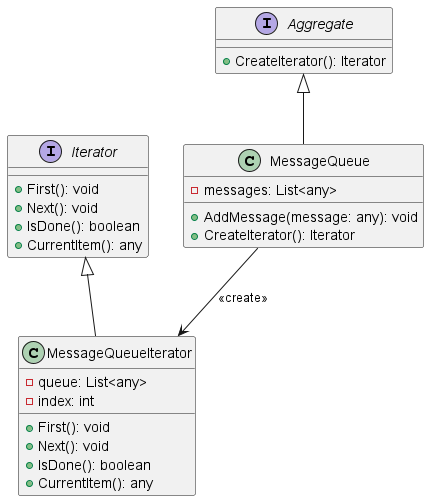 I Aggregate
CreateIterator(): Iterator
I Iterator
First(): void
Next(): void
IsDone(): boolean
CurrentItem(): any
C MessageQueue
messages: List<any>
AddMessage(message: any): void
CreateIterator(): Iterator
«create»
C MessageQueueIterator
queue: List<any>
index: int
First(): void
Next(): void
IsDone(): boolean
CurrentItem(): any